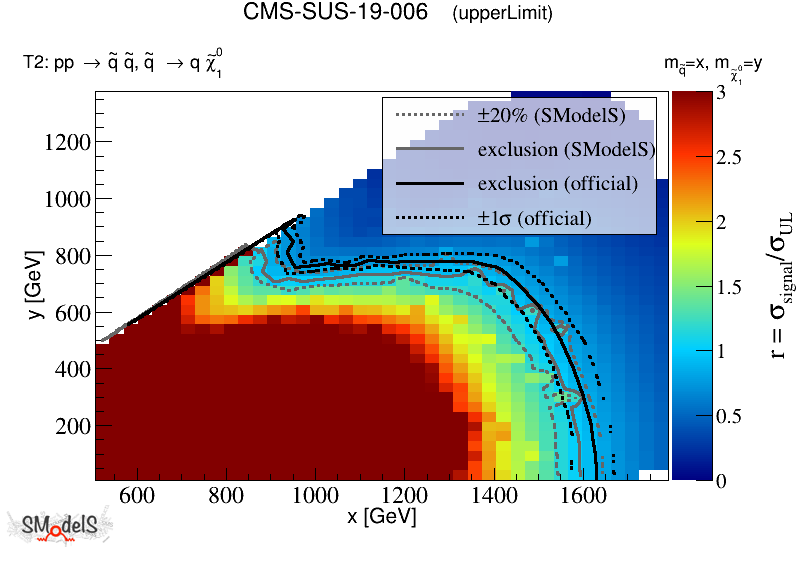 CMS-SUS-19-006 (upperLimit)
T2: pp → q̃ q̃, q̃ → q χ̃₁⁰
m_q̃=x, m_χ̃₁⁰=y
±20% (SModelS)
exclusion (SModelS)
exclusion (official)
±1σ (official)
y [GeV]
1200
1000
800
600
400
200
600 800 1000 1200 1400 1600
x [GeV]
3
2.5
2
1.5
1
0.5
0
r = σ_signal/σ_UL
SModelS